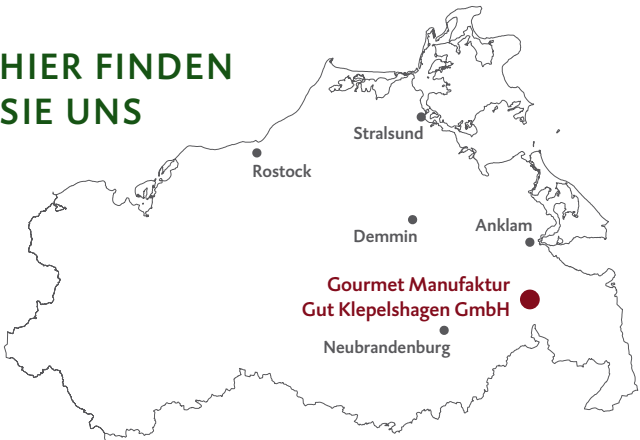 HIER FINDEN
SIE UNS
Stralsund
Rostock
Demmin
Anklam
Gourmet Manufaktur
Gut Klepelshagen GmbH
Neubrandenburg